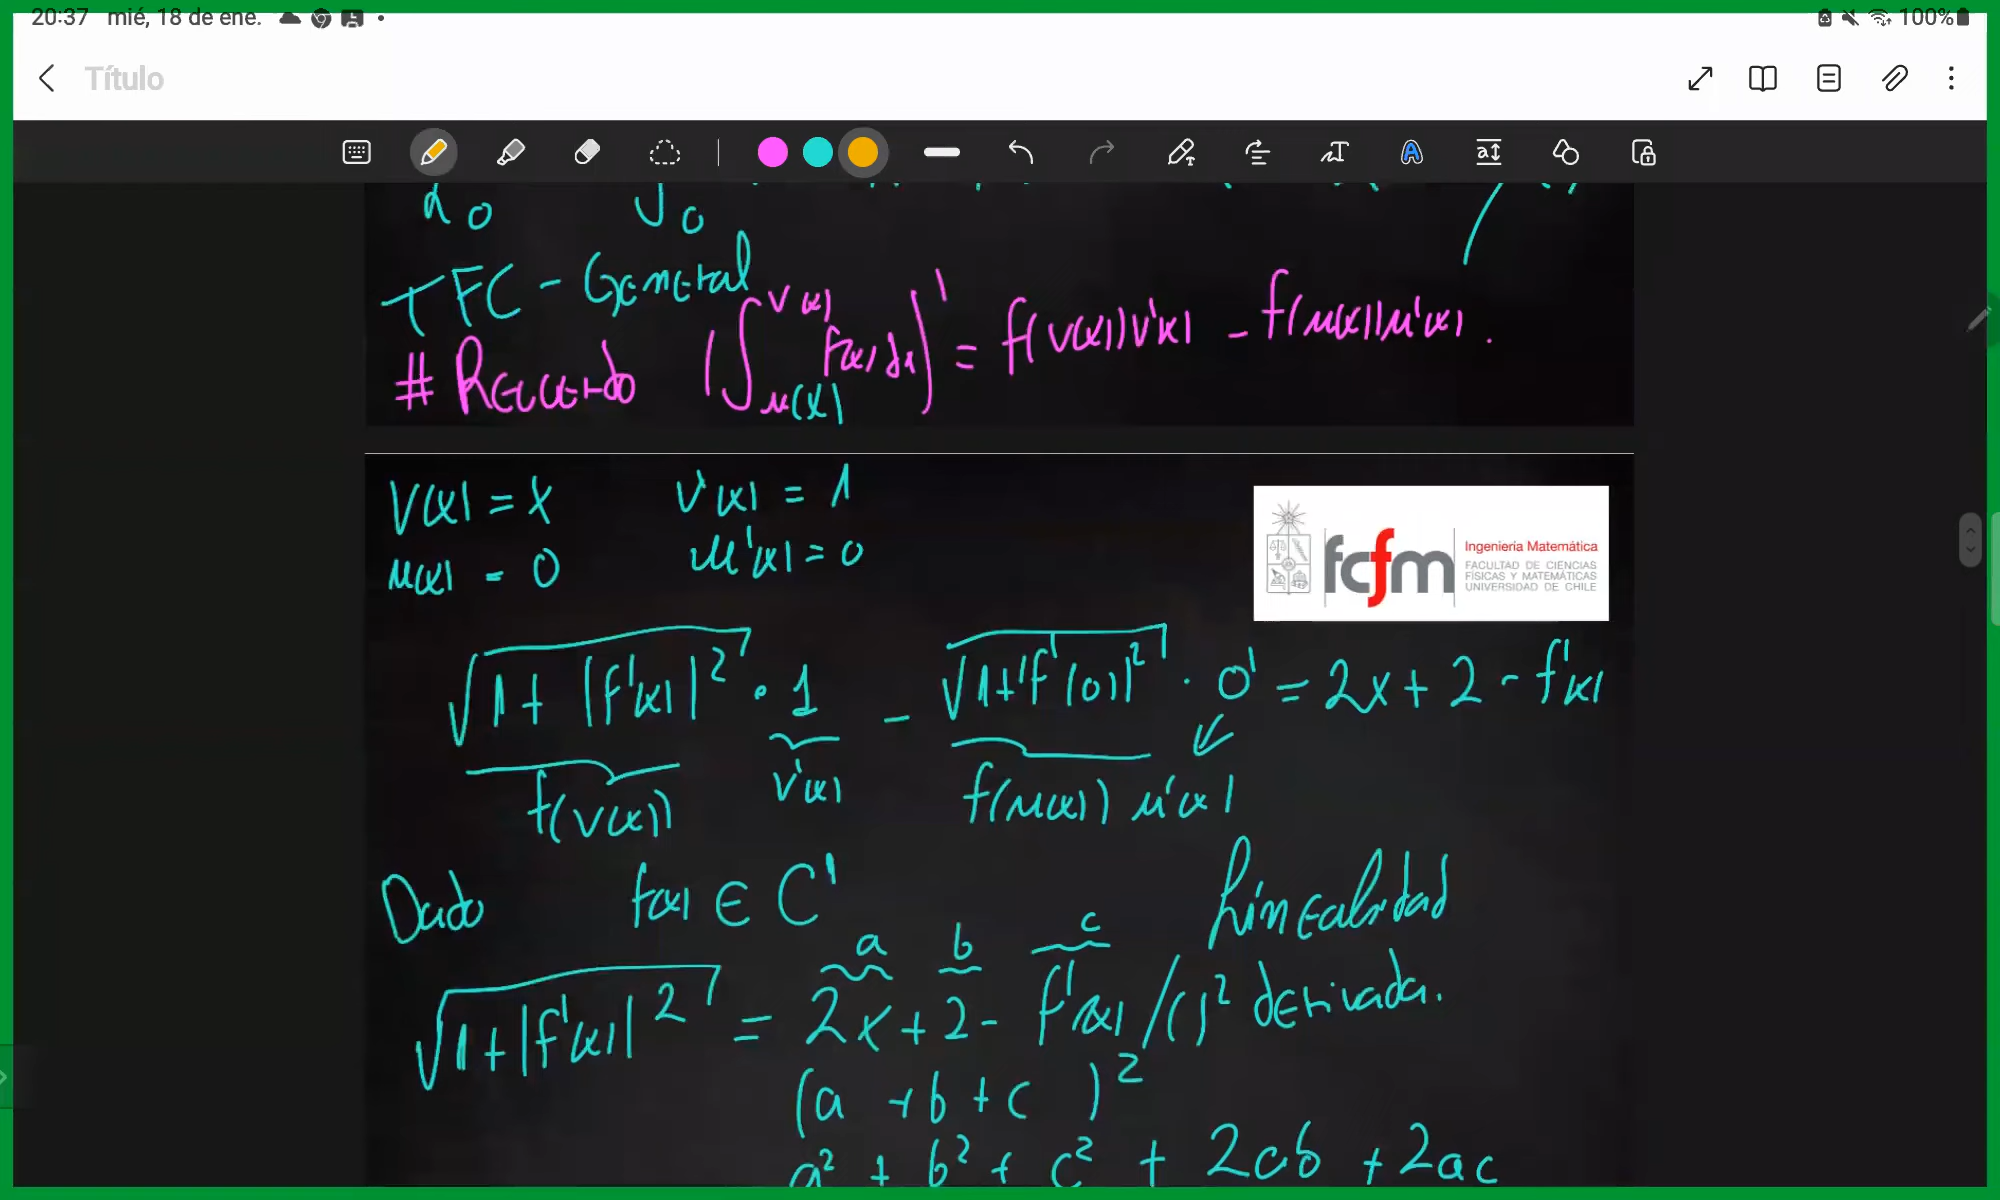 20:37 mié, 18 de ene. 100%
Título
TFC - General
# Recuerdo (∫_{u(x)}^{v(x)} f(x)dx)' = f(v(x))v'(x) - f(u(x))u'(x).
v(x) = x v'(x) = 1
u(x) = 0 u'(x) = 0
fcfm
Ingeniería Matemática
FACULTAD DE CIENCIAS
FÍSICAS Y MATEMÁTICAS
UNIVERSIDAD DE CHILE
√(1+(f'(x))²) · 1 - √(1+(f'(0))²) · 0' = 2x + 2 - f'(x)
f(v(x)) v'(x) f(u(x)) u'(x)
Dado f(x) ∈ C' Linealidad
a b c
√(1+(f'(x))²) = 2x + 2 - f'(x) /( )² derivada.
(a + b + c )²
a² + b² + c² + 2ab + 2ac